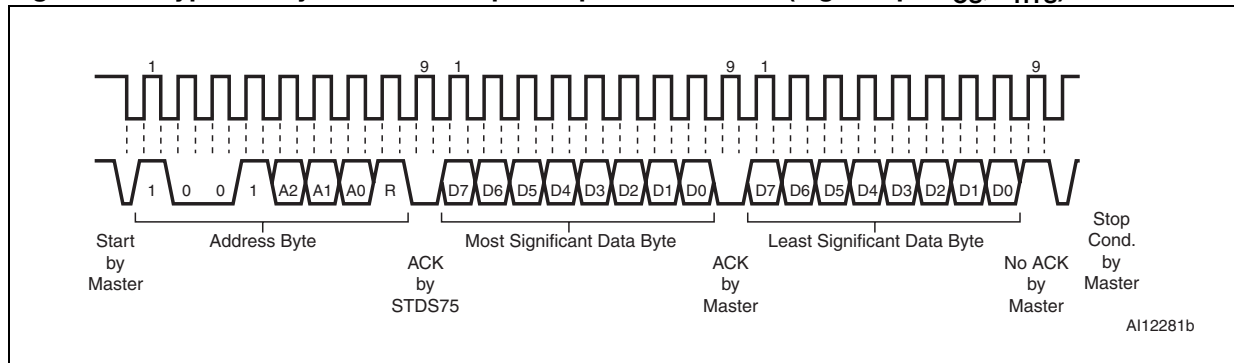 1 9 1 9 1 9
1 0 0 1 A2 A1 A0 R D7 D6 D5 D4 D3 D2 D1 D0 D7 D6 D5 D4 D3 D2 D1 D0
Address Byte
Most Significant Data Byte
Least Significant Data Byte
Start
by
Master
ACK
by
STDS75
ACK
by
Master
No ACK
by
Master
Stop
Cond.
by
Master
AI12281b